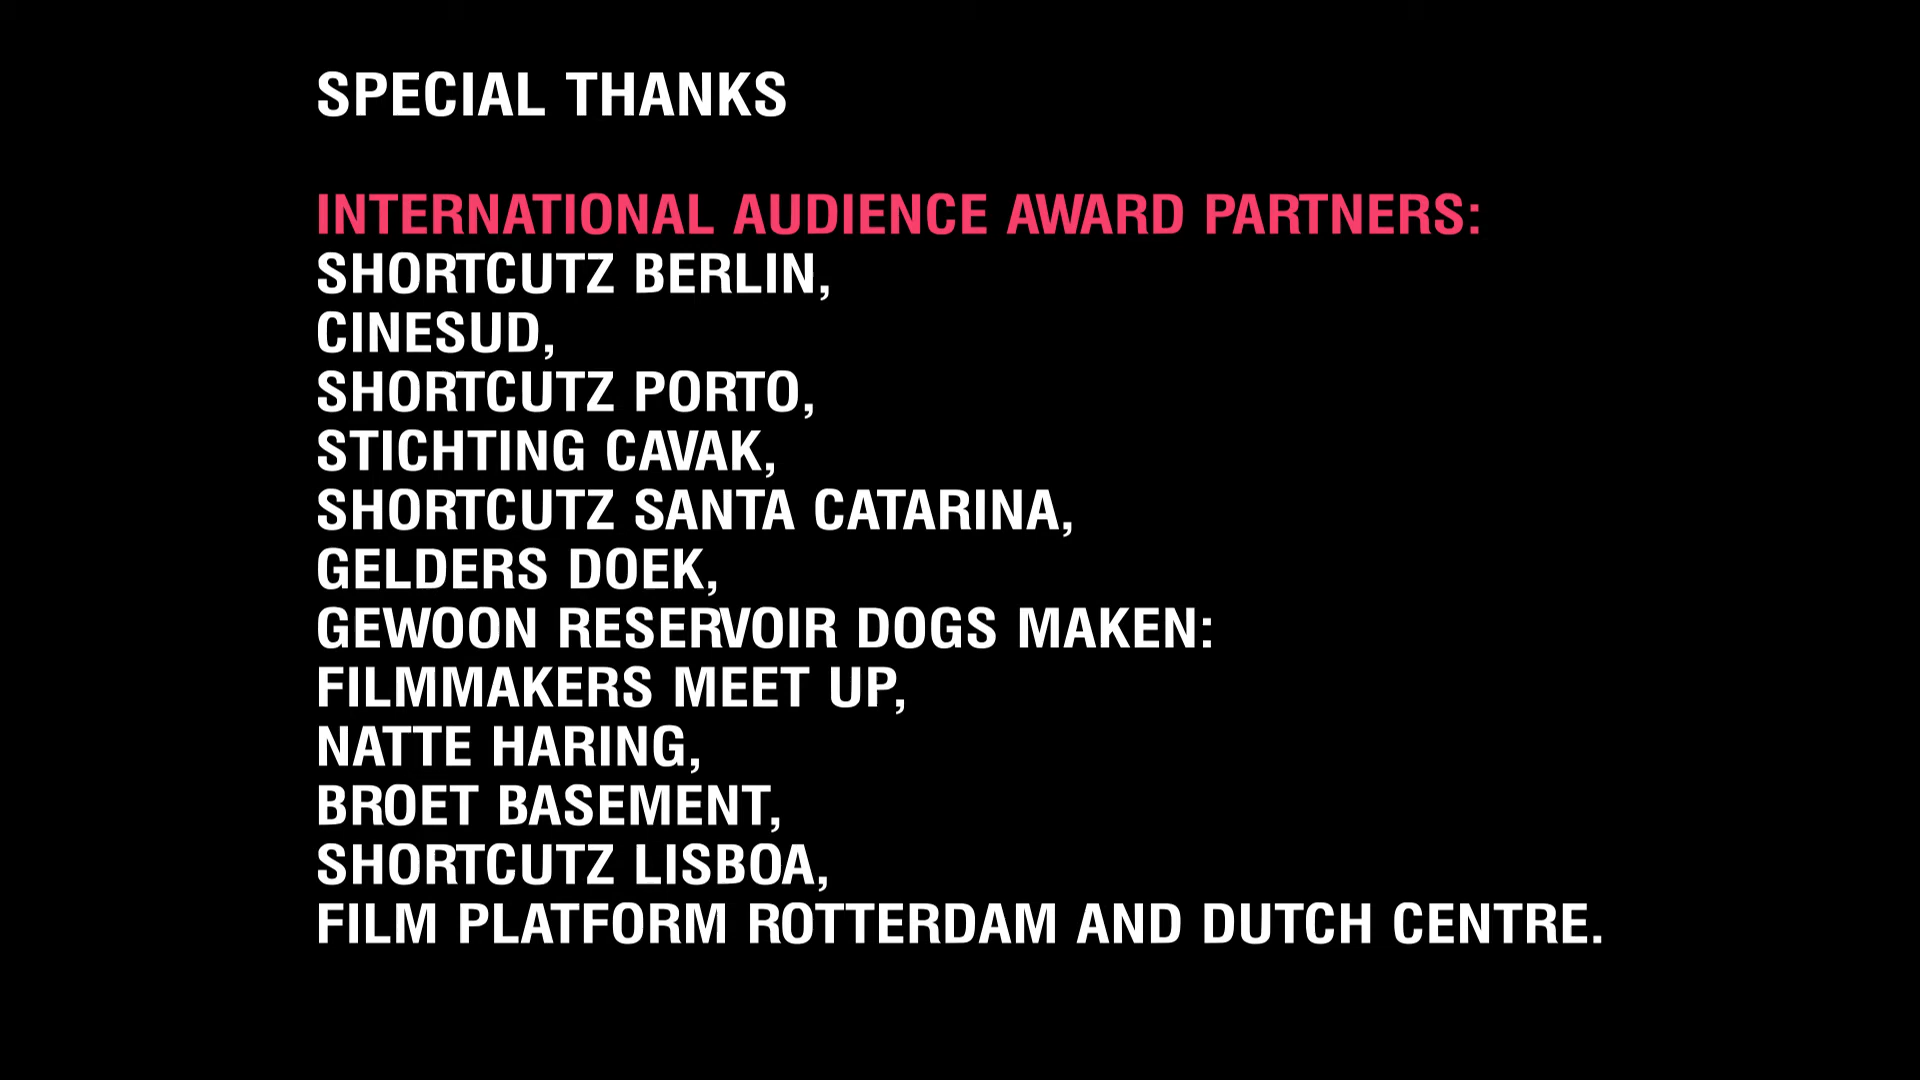 SPECIAL THANKS
INTERNATIONAL AUDIENCE AWARD PARTNERS:
SHORTCUTZ BERLIN,
CINESUD,
SHORTCUTZ PORTO,
STICHTING CAVAK,
SHORTCUTZ SANTA CATARINA,
GELDERS DOEK,
GEWOON RESERVOIR DOGS MAKEN:
FILMMAKERS MEET UP,
NATTE HARING,
BROET BASEMENT,
SHORTCUTZ LISBOA,
FILM PLATFORM ROTTERDAM AND DUTCH CENTRE.